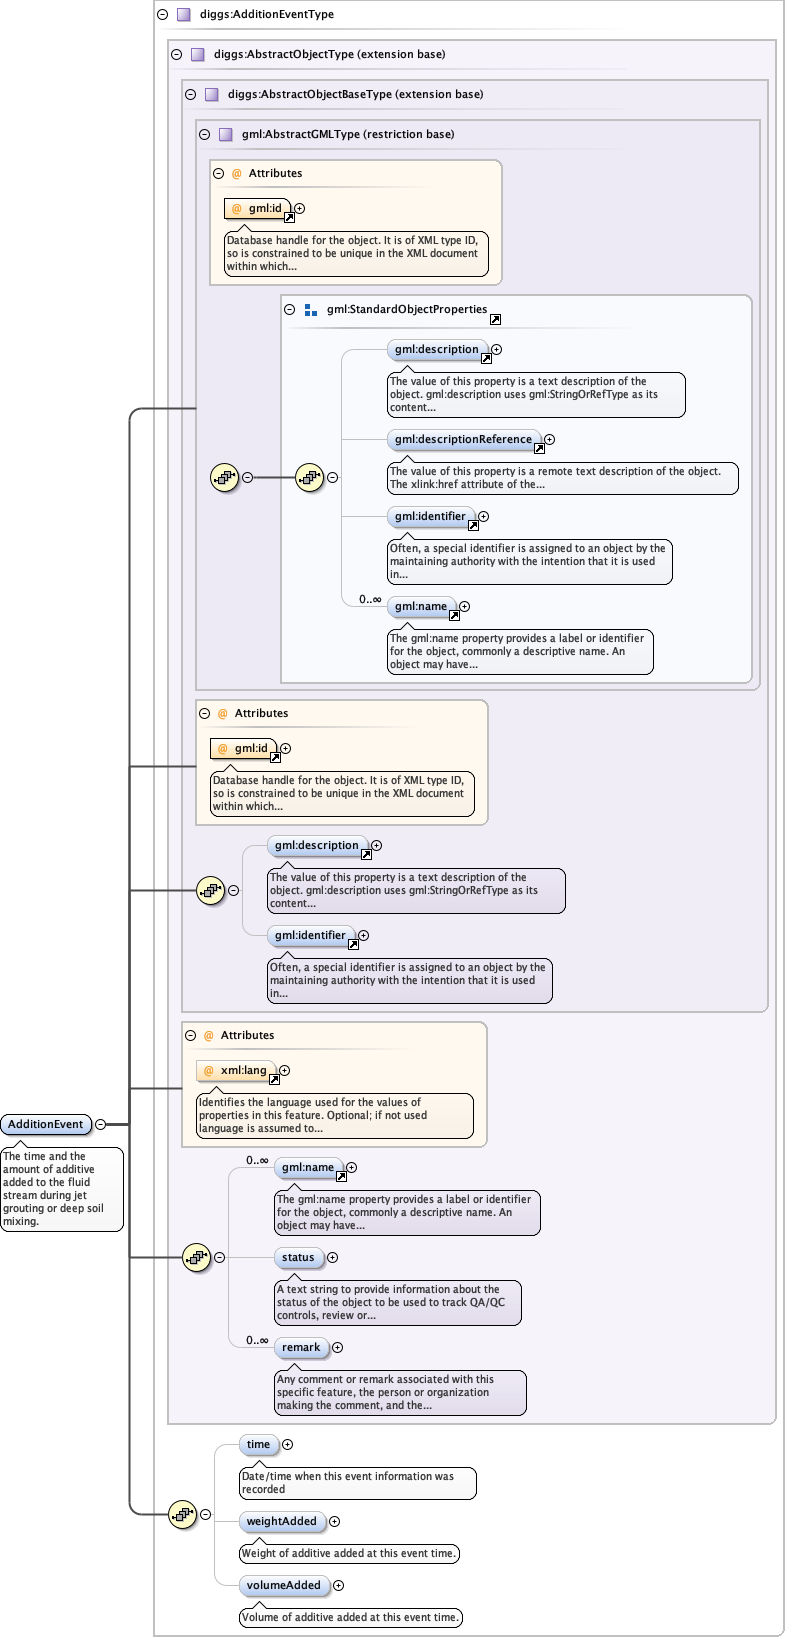 diggs:AdditionEventType
diggs:AbstractObjectType (extension base)
diggs:AbstractObjectBaseType (extension base)
gml:AbstractGMLType (restriction base)
@ Attributes
@ gml:id
Database handle for the object. It is of XML type ID,
so is constrained to be unique in the XML document
within which...
gml:StandardObjectProperties
gml:description
The value of this property is a text description of the
object. gml:description uses gml:StringOrRefType as its
content...
gml:descriptionReference
The value of this property is a remote text description of the object.
The xlink:href attribute of the...
gml:identifier
Often, a special identifier is assigned to an object by the
maintaining authority with the intention that it is used
in...
0..∞
gml:name
The gml:name property provides a label or identifier
for the object, commonly a descriptive name. An
object may have...
@ Attributes
@ gml:id
Database handle for the object. It is of XML type ID,
so is constrained to be unique in the XML document
within which...
gml:description
The value of this property is a text description of the
object. gml:description uses gml:StringOrRefType as its
content...
gml:identifier
Often, a special identifier is assigned to an object by the
maintaining authority with the intention that it is used
in...
@ Attributes
@ xml:lang
Identifies the language used for the values of
properties in this feature. Optional; if not used
language is assumed to...
AdditionEvent
The time and the
amount of additive
added to the fluid
stream during jet
grouting or deep soil
mixing.
0..∞
gml:name
The gml:name property provides a label or identifier
for the object, commonly a descriptive name. An
object may have...
status
A text string to provide information about the
status of the object to be used to track QA/QC
controls, review or...
0..∞
remark
Any comment or remark associated with this
specific feature, the person or organization
making the comment, and the...
time
Date/time when this event information was
recorded
weightAdded
Weight of additive added at this event time.
volumeAdded
Volume of additive added at this event time.